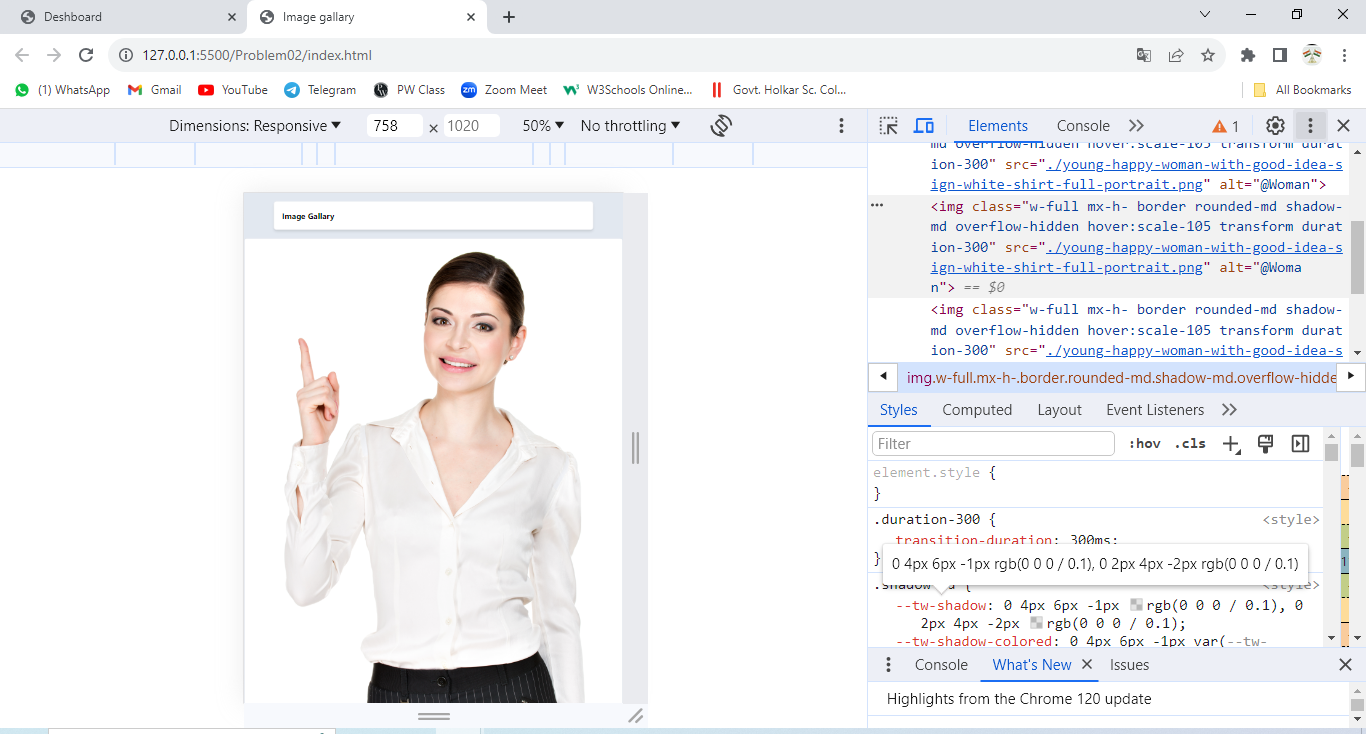 Deshboard
Image gallary
127.0.0.1:5500/Problem02/index.html
(1) WhatsApp
Gmail
YouTube
Telegram
PW Class
Zoom Meet
W3Schools Online...
Govt. Holkar Sc. Col...
All Bookmarks
Dimensions: Responsive
758 × 1020
50%
No throttling
Elements
Console
1
Image Gallary
md overflow-hidden hover:scale-105 transform durat
ion-300" src="./young-happy-woman-with-good-idea-s
ign-white-shirt-full-portrait.png" alt="@Woman">
<img class="w-full mx-h- border rounded-md shadow-
md overflow-hidden hover:scale-105 transform durat
ion-300" src="./young-happy-woman-with-good-idea-s
ign-white-shirt-full-portrait.png" alt="@Woma
n"> == $0
<img class="w-full mx-h- border rounded-md shadow-
md overflow-hidden hover:scale-105 transform durat
ion-300" src="./young-happy-woman-with-good-idea-s
img.w-full.mx-h-.border.rounded-md.shadow-md.overflow-hidde
Styles
Computed
Layout
Event Listeners
Filter
:hov
.cls
element.style {
}
.duration-300 {
<style>
transition-duration: 300ms;
}
0 4px 6px -1px rgb(0 0 0 / 0.1), 0 2px 4px -2px rgb(0 0 0 / 0.1)
<style>
--tw-shadow: 0 4px 6px -1px rgb(0 0 0 / 0.1), 0
2px 4px -2px rgb(0 0 0 / 0.1);
--tw-shadow-colored: 0 4px 6px -1px var(--tw-
Console
What's New
Issues
Highlights from the Chrome 120 update